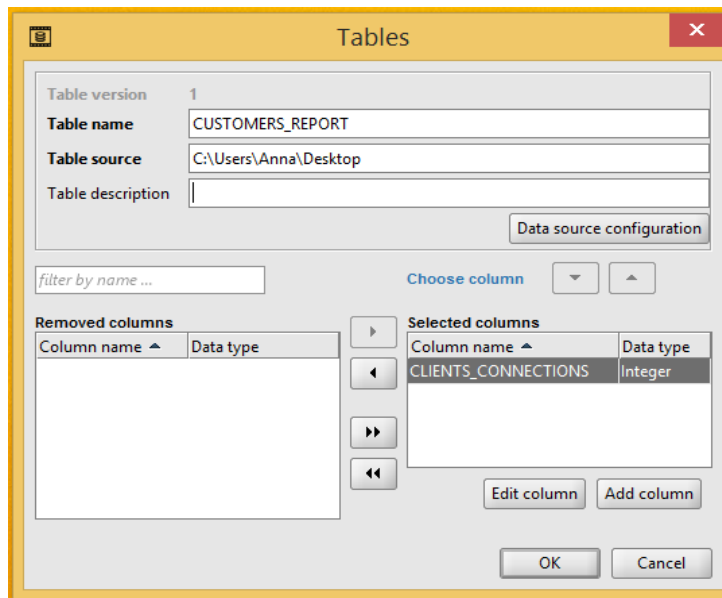 Tables
Table version 1
Table name CUSTOMERS_REPORT
Table source C:\Users\Anna\Desktop
Table description
Data source configuration
filter by name ...
Choose column
Removed columns
Column name Data type
Selected columns
Column name Data type
CLIENTS_CONNECTIONS Integer
Edit column Add column
OK Cancel